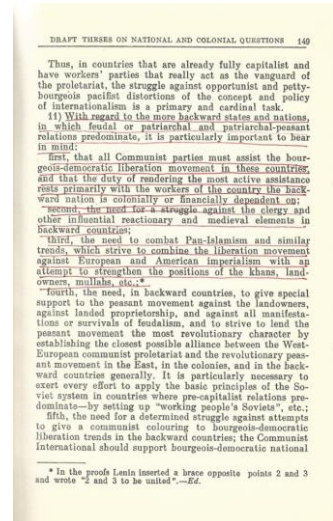 DRAFT THESES ON NATIONAL AND COLONIAL QUESTIONS 149
Thus, in countries that are already fully capitalist and
have workers' parties that really act as the vanguard of
the proletariat, the struggle against opportunist and petty-
bourgeois pacifist distortions of the concept and policy
of internationalism is a primary and cardinal task.
11) With regard to the more backward states and nations,
in which feudal or patriarchal and patriarchal-peasant
relations predominate, it is particularly important to bear
in mind:
first, that all Communist parties must assist the bour-
geois-democratic liberation movement in these countries,
and that the duty of rendering the most active assistance
rests primarily with the workers of the country the back-
ward nation is colonially or financially dependent on;
second, the need for a struggle against the clergy and
other influential reactionary and medieval elements in
backward countries;
third, the need to combat Pan-Islamism and similar
trends, which strive to combine the liberation movement
against European and American imperialism with an
attempt to strengthen the positions of the khans, land-
owners, mullahs, etc.;*
fourth, the need, in backward countries, to give special
support to the peasant movement against the landowners,
against landed proprietorship, and against all manifesta-
tions or survivals of feudalism, and to strive to lend the
peasant movement the most revolutionary character by
establishing the closest possible alliance between the West-
European communist proletariat and the revolutionary peas-
ant movement in the East, in the colonies, and in the back-
ward countries generally. It is particularly necessary to
exert every effort to apply the basic principles of the So-
viet system in countries where pre-capitalist relations pre-
dominate—by setting up "working people's Soviets", etc.;
fifth, the need for a determined struggle against attempts
to give a communist colouring to bourgeois-democratic
liberation trends in the backward countries; the Communist
International should support bourgeois-democratic national
* In the proofs Lenin inserted a brace opposite points 2 and 3
and wrote "2 and 3 to be united".—Ed.